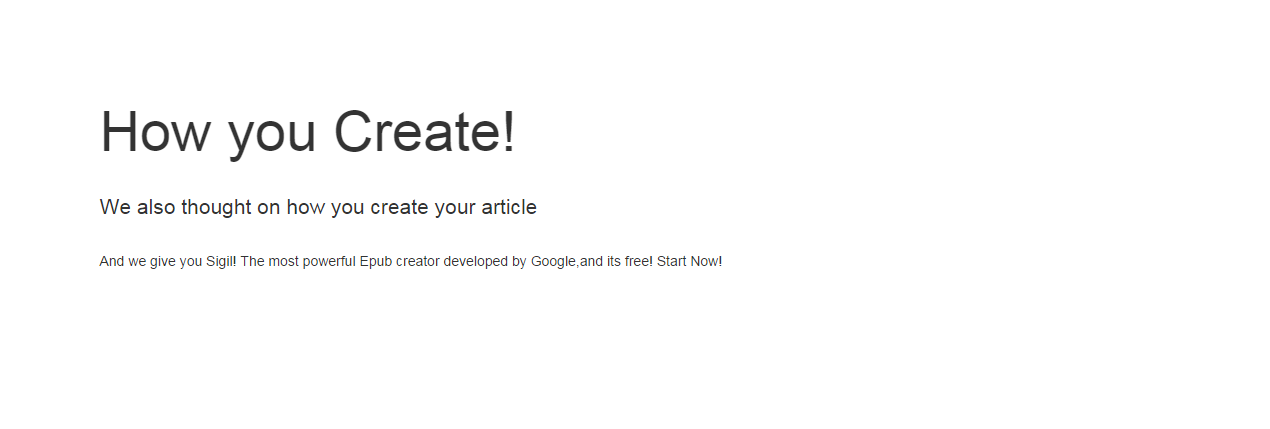 How you Create!
We also thought on how you create your article
And we give you Sigil! The most powerful Epub creator developed by Google,and its free! Start Now!